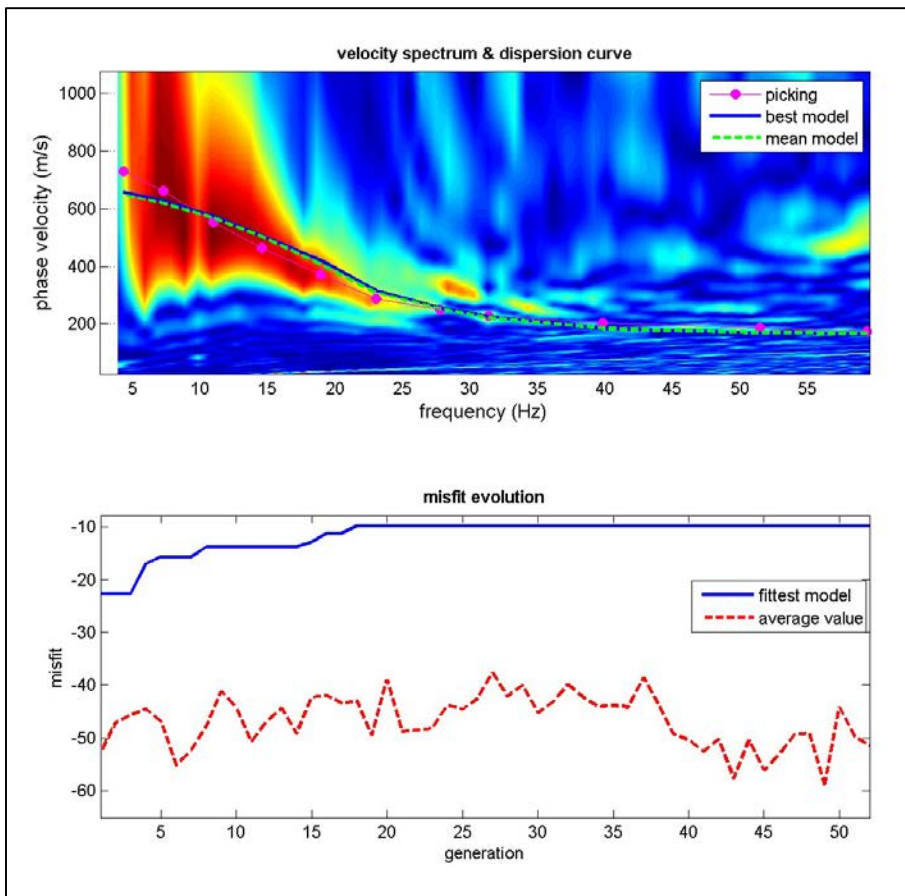 velocity spectrum & dispersion curve
1000
800
600
400
200
phase velocity (m/s)
picking
best model
mean model
5 10 15 20 25 30 35 40 45 50 55
frequency (Hz)
misfit evolution
-10
-20
-30
-40
-50
-60
misfit
fittest model
average value
5 10 15 20 25 30 35 40 45 50
generation